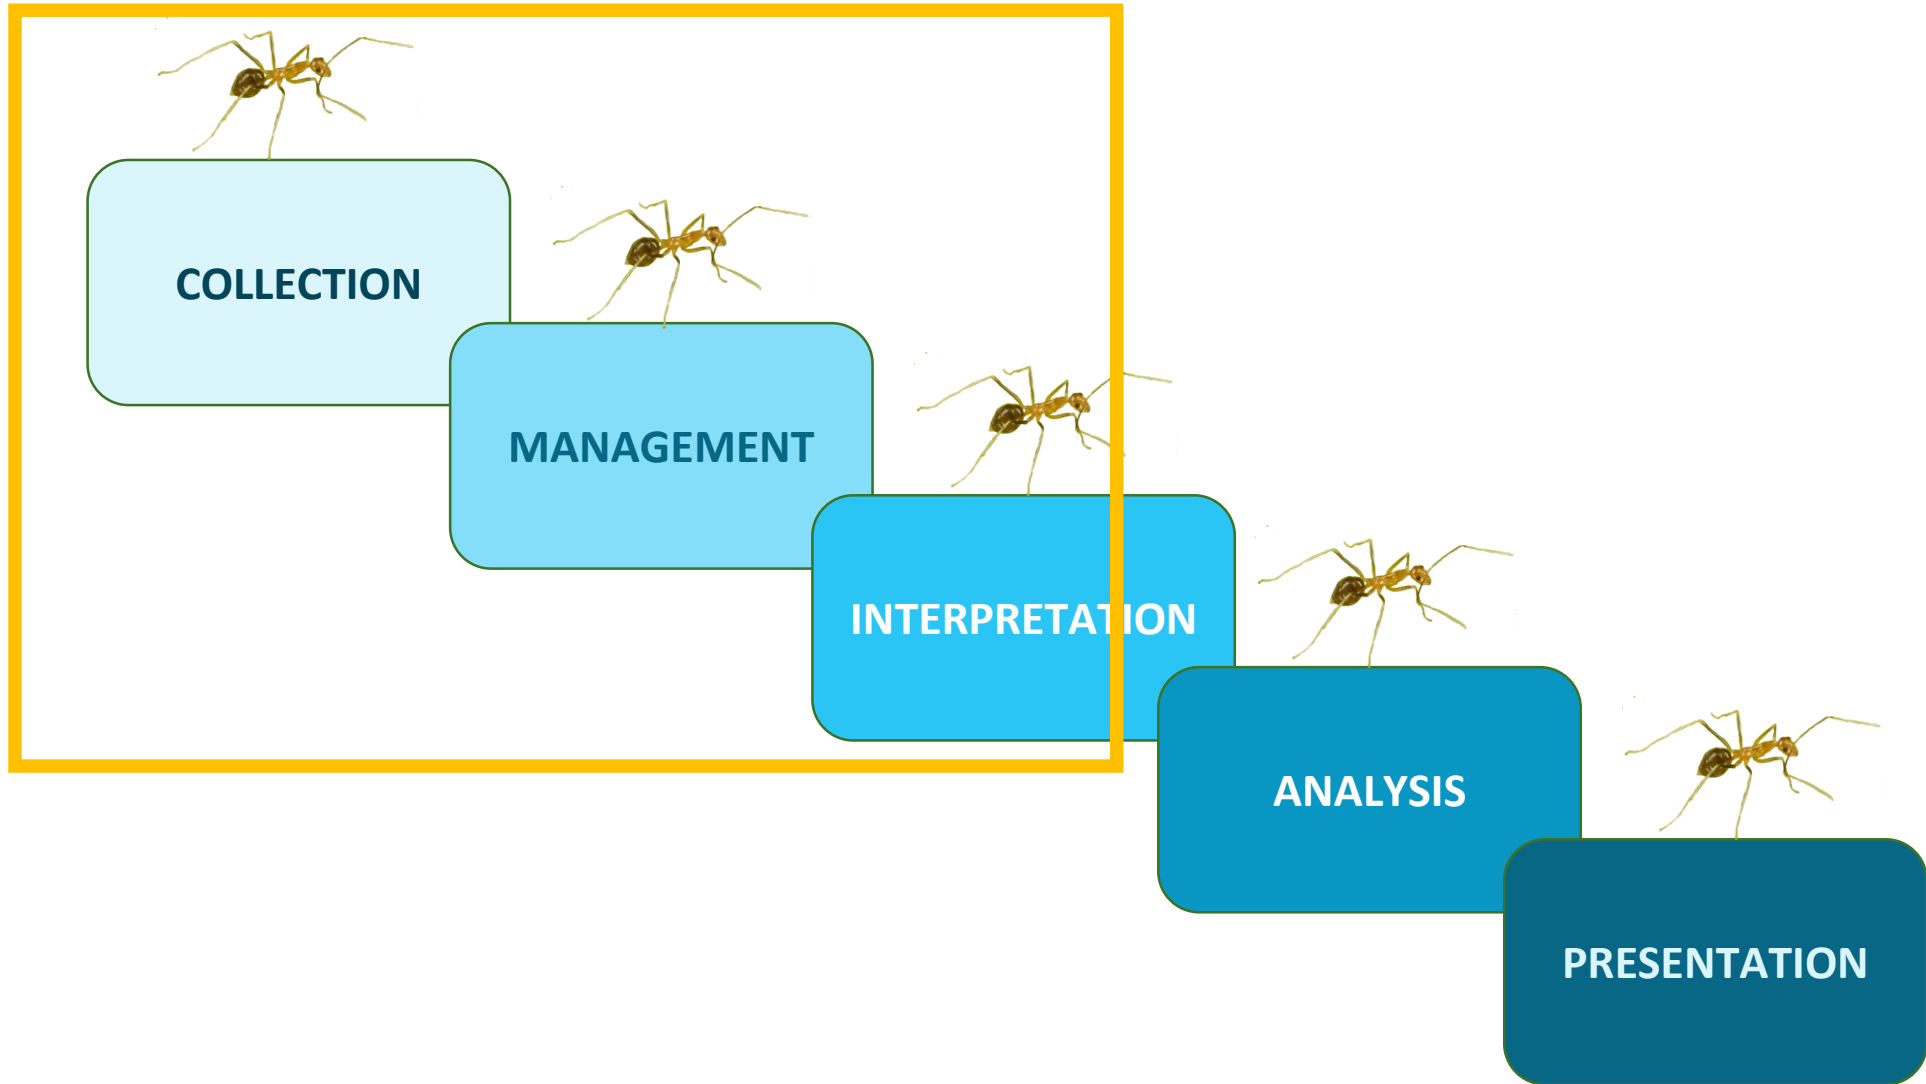 COLLECTION
MANAGEMENT
INTERPRETATION
ANALYSIS
PRESENTATION